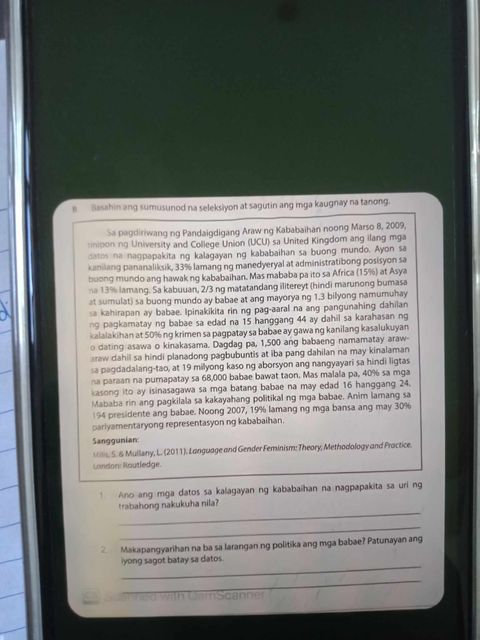 B. Basahin ang sumusunod na seleksiyon at sagutin ang mga kaugnay na tanong.
Sa pagdiriwang ng Pandaigdigang Araw ng Kababaihan noong Marso 8, 2009,
tinipon ng University and College Union (UCU) sa United Kingdom ang ilang mga
datos na nagpapakita ng kalagayan ng kababaihan sa buong mundo. Ayon sa
kanilang pananaliksik, 33% lamang ng manedyeryal at administratibong posisyon sa
buong mundo ang hawak ng kababaihan. Mas mababa pa ito sa Africa (15%) at Asya
na 13% lamang. Sa kabuuan, 2/3 ng matatandang ilitereyt (hindi marunong bumasa
at sumulat) sa buong mundo ay babae at ang mayorya ng 1.3 bilyong namumuhay
sa kahirapan ay babae. Ipinakikita rin ng pag-aaral na ang pangunahing dahilan
ng pagkamatay ng babae sa edad na 15 hanggang 44 ay dahil sa karahasan ng
kalalakihan at 50% ng krimen sa pagpatay sa babae ay gawa ng kanilang kasalukuyan
o dating asawa o kinakasama. Dagdag pa, 1,500 ang babaeng namamatay araw-
araw dahil sa hindi planadong pagbubuntis at iba pang dahilan na may kinalaman
sa pagdadalang-tao, at 19 milyong kaso ng aborsyon ang nangyayari sa hindi ligtas
na paraan na pumapatay sa 68,000 babae bawat taon. Mas malala pa, 40% sa mga
kasong ito ay isinasagawa sa mga batang babae na may edad 16 hanggang 24.
Mababa rin ang pagkilala sa kakayahang politikal ng mga babae. Anim lamang sa
194 presidente ang babae. Noong 2007, 19% lamang ng mga bansa ang may 30%
parlyamentaryong representasyon ng kababaihan.
Sanggunian:
Mills, S. & Mullany, L. (2011). Language and Gender Feminism: Theory, Methodology and Practice.
London: Routledge.
1. Ano ang mga datos sa kalagayan ng kababaihan na nagpapakita sa uri ng
trabahong nakukuha nila?
2. Makapangyarihan na ba sa larangan ng politika ang mga babae? Patunayan ang
iyong sagot batay sa datos.
Scanned with CamScanner